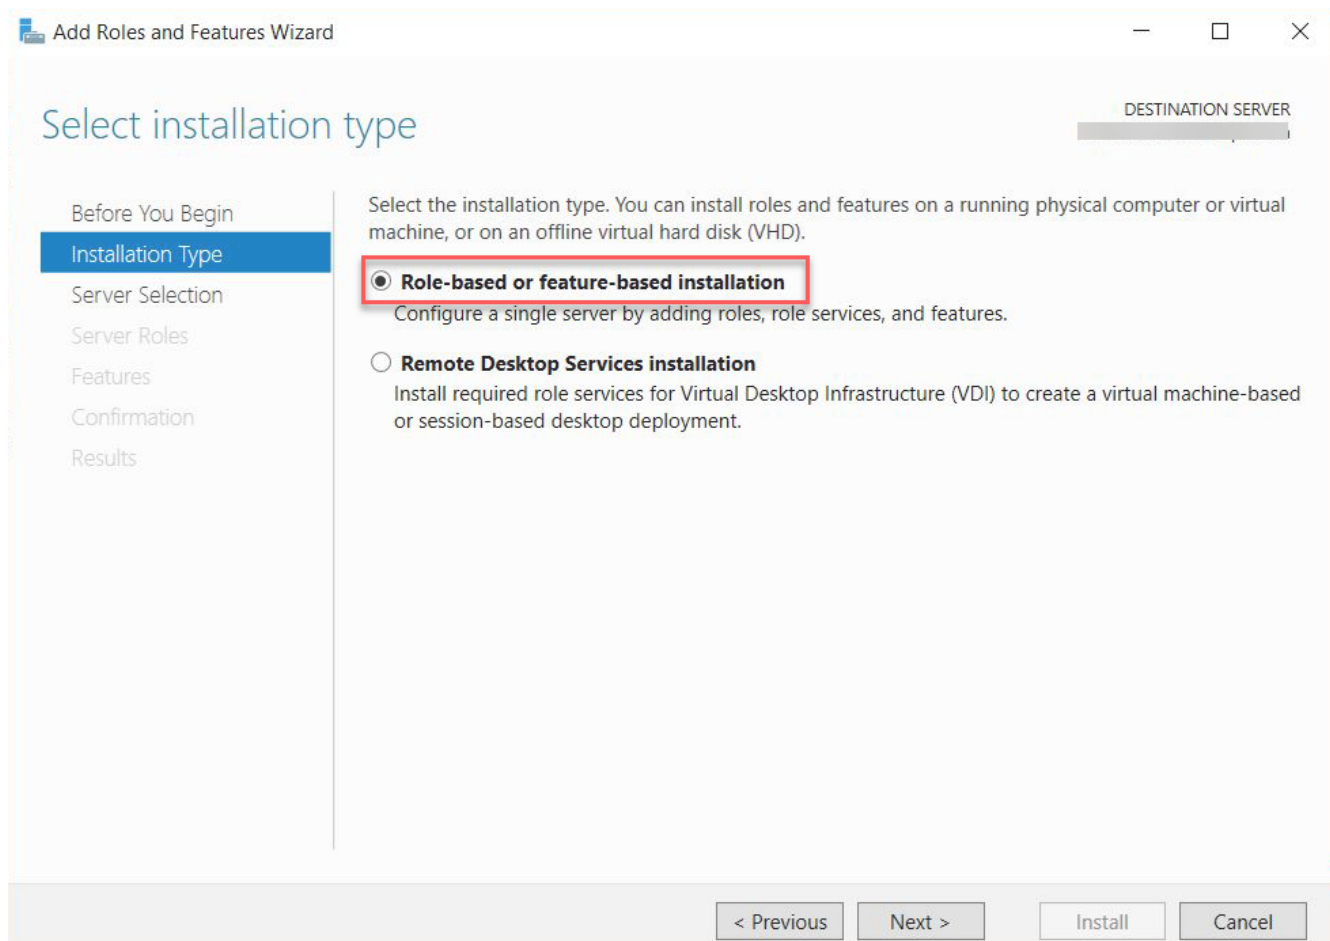 Add Roles and Features Wizard
Select installation type
DESTINATION SERVER
Before You Begin
Installation Type
Server Selection
Server Roles
Features
Confirmation
Results
Select the installation type. You can install roles and features on a running physical computer or virtual
machine, or on an offline virtual hard disk (VHD).
Role-based or feature-based installation
Configure a single server by adding roles, role services, and features.
Remote Desktop Services installation
Install required role services for Virtual Desktop Infrastructure (VDI) to create a virtual machine-based
or session-based desktop deployment.
< Previous
Next >
Install
Cancel